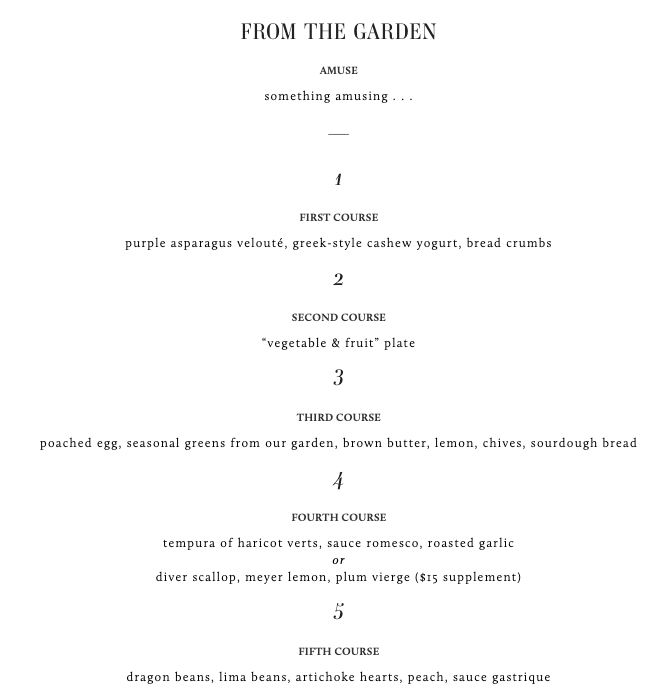 FROM THE GARDEN
AMUSE
something amusing . . .
1
FIRST COURSE
purple asparagus velouté, greek-style cashew yogurt, bread crumbs
2
SECOND COURSE
“vegetable & fruit” plate
3
THIRD COURSE
poached egg, seasonal greens from our garden, brown butter, lemon, chives, sourdough bread
4
FOURTH COURSE
tempura of haricot verts, sauce romesco, roasted garlic
or
diver scallop, meyer lemon, plum vierge ($15 supplement)
5
FIFTH COURSE
dragon beans, lima beans, artichoke hearts, peach, sauce gastrique